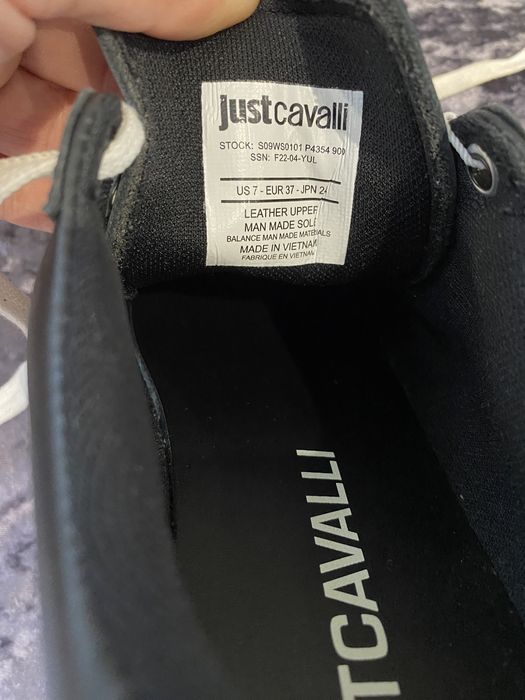 justcavalli
STOCK: S09WS0101 P4354 900
SSN: F22-04-YUL
US 7 - EUR 37 - JPN 24
LEATHER UPPER
MAN MADE SOLE
BALANCE MAN MADE MATERIALS
MADE IN VIETNAM
FABRIQUE EN VIETNAM
T CAVALLI